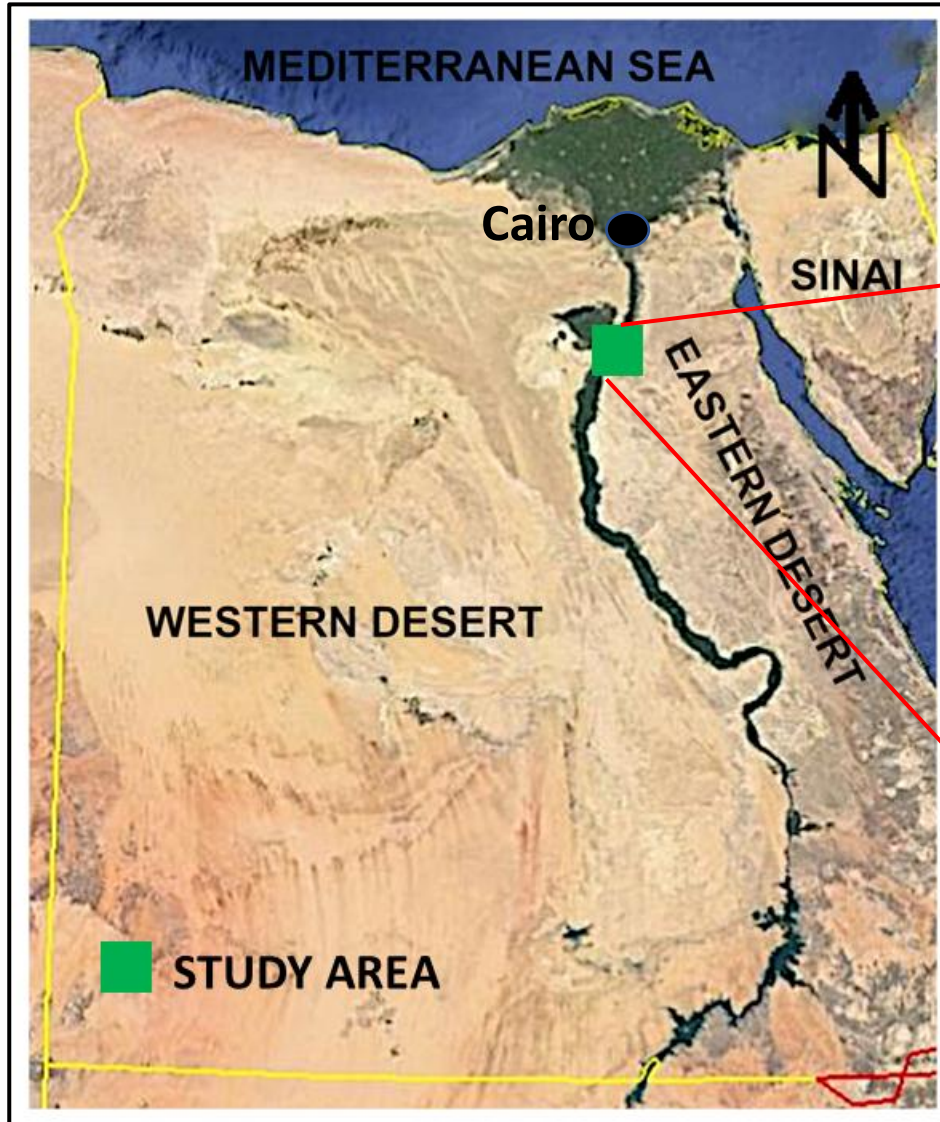 MEDITERRANEAN SEA
N
Cairo
SINAI
EASTERN DESERT
WESTERN DESERT
STUDY AREA